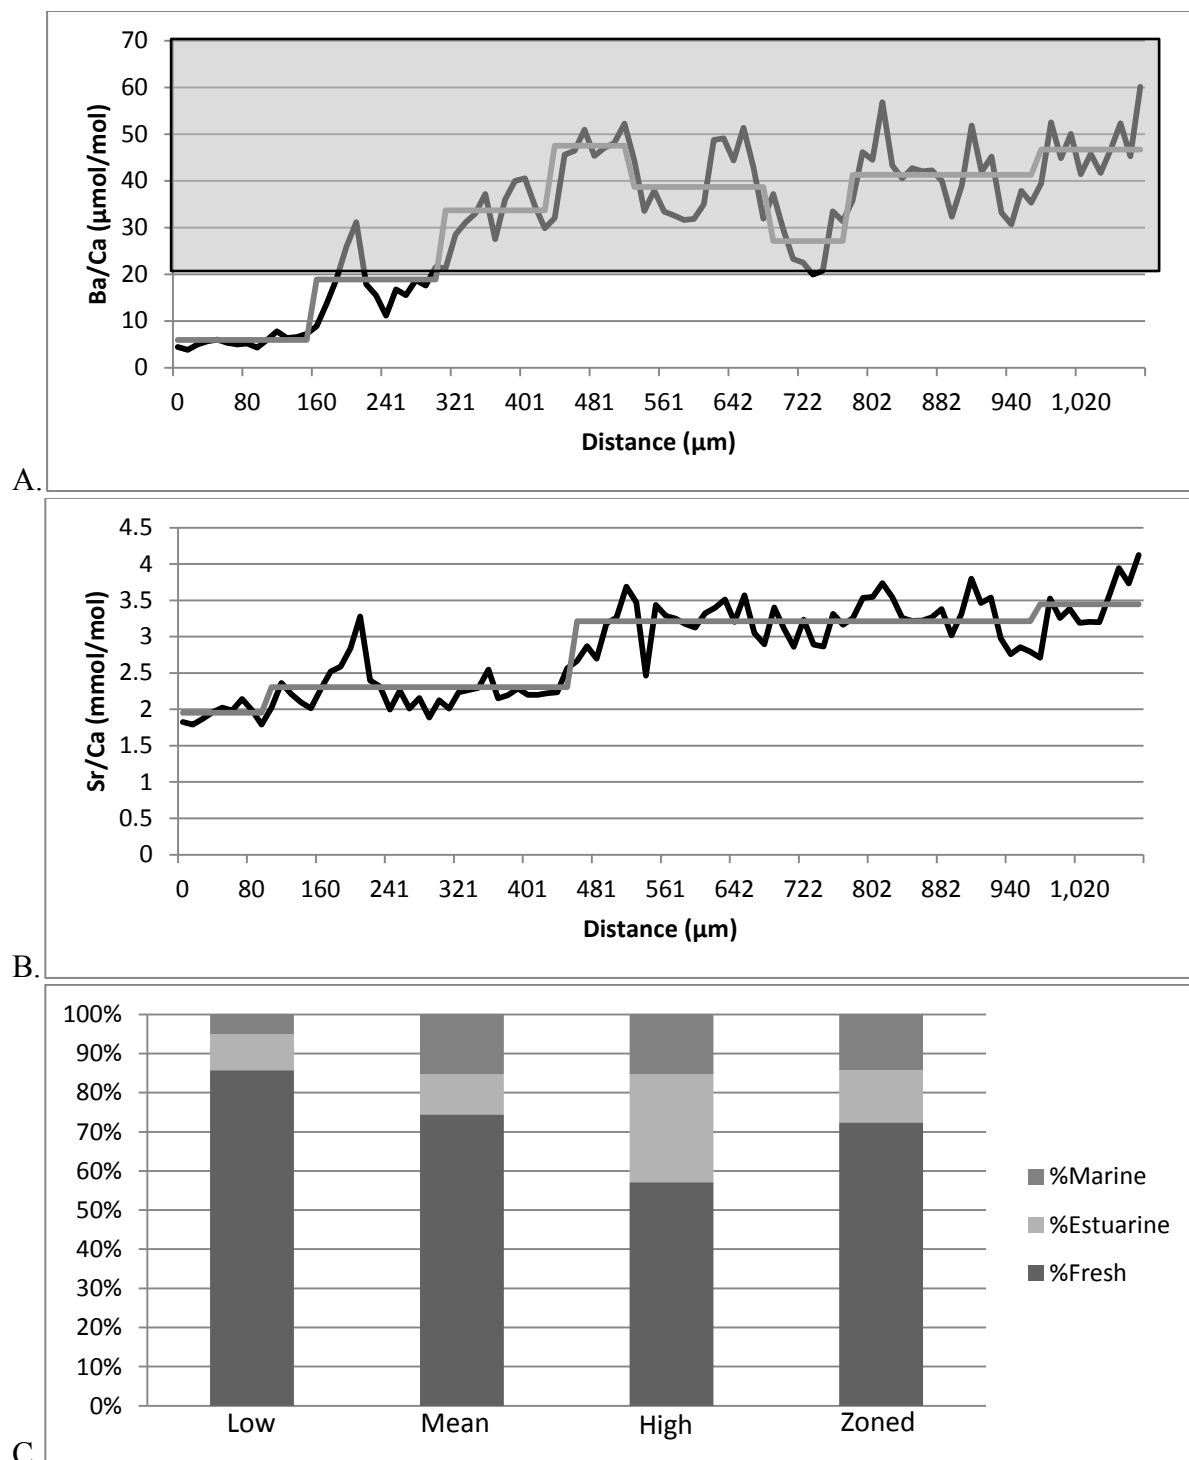 70
60
50
40
30
20
10
0
Ba/Ca (µmol/mol)
0 80 160 241 321 401 481 561 642 722 802 882 940 1,020
Distance (µm)
A.
4.5
4
3.5
3
2.5
2
1.5
1
0.5
0
Sr/Ca (mmol/mol)
0 80 160 241 321 401 481 561 642 722 802 882 940 1,020
Distance (µm)
B.
100%
90%
80%
70%
60%
50%
40%
30%
20%
10%
0%
Low Mean High Zoned
%Marine
%Estuarine
%Fresh
C